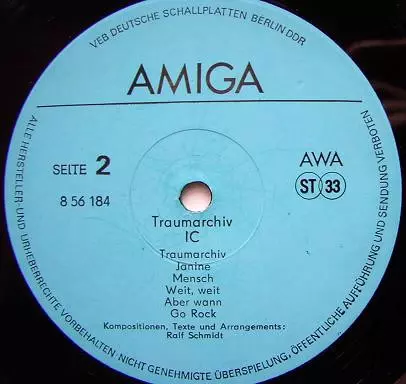 VEB DEUTSCHE SCHALLPLATTEN BERLIN DDR
AMIGA
SEITE 2
AWA
8 56 184
ST 33
Traumarchiv
IC
Traumarchiv
Janine
Mensch
Weit, weit
Aber wann
Go Rock
Kompositionen, Texte und Arrangements:
Ralf Schmidt
ALLE HERSTELLER- UND URHEBERRECHTE VORBEHALTEN NICHT GENEHMIGTE ÜBERSPIELUNG, ÖFFENTLICHE AUFFÜHRUNG UND SENDUNG VERBOTEN